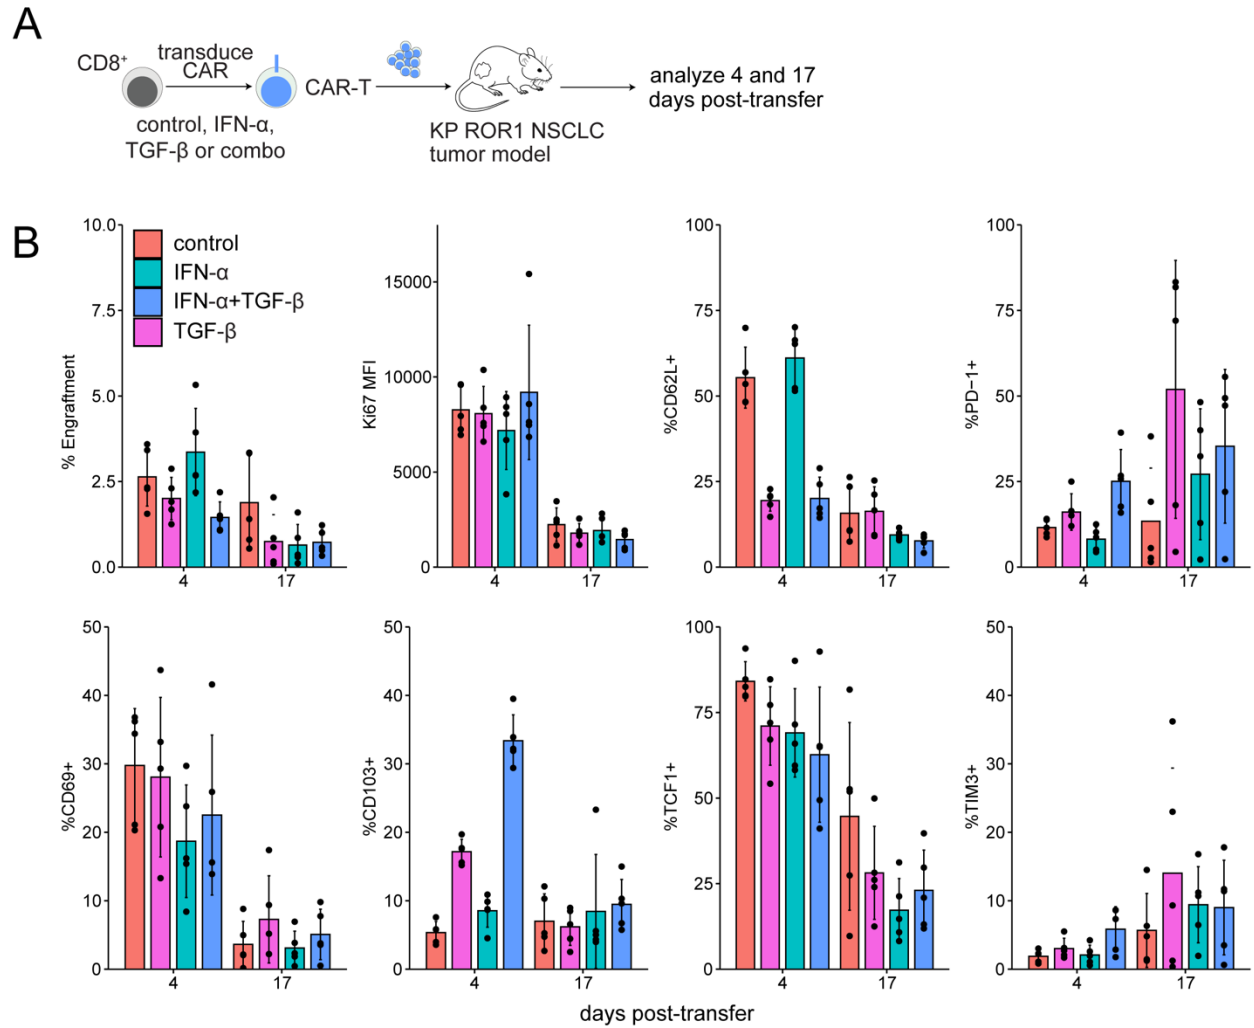 A
CD8+
transduce
CAR
CAR-T
control, IFN-α,
TGF-β or combo
KP ROR1 NSCLC
tumor model
analyze 4 and 17
days post-transfer
B
control
IFN-α
IFN-α+TGF-β
TGF-β
% Engraftment
10.0
7.5
5.0
2.5
0.0
4
17
Ki67 MFI
15000
10000
5000
0
4
17
%CD62L+
100
75
50
25
0
4
17
%PD−1+
100
75
50
25
0
4
17
%CD69+
50
40
30
20
10
0
4
17
%CD103+
50
40
30
20
10
0
4
17
%TCF1+
100
75
50
25
0
4
17
%TIM3+
50
40
30
20
10
0
4
17
days post-transfer